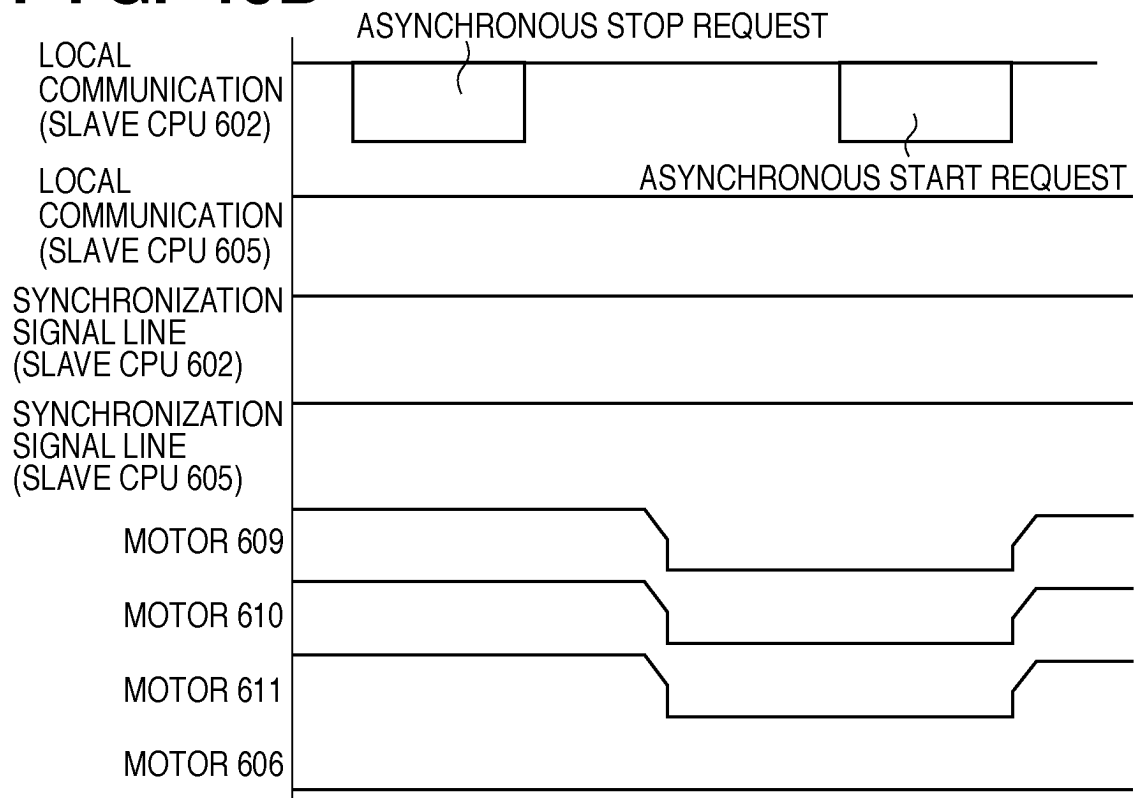 ASYNCHRONOUS STOP REQUEST
LOCAL
COMMUNICATION
(SLAVE CPU 602)
ASYNCHRONOUS START REQUEST
LOCAL
COMMUNICATION
(SLAVE CPU 605)
SYNCHRONIZATION
SIGNAL LINE
(SLAVE CPU 602)
SYNCHRONIZATION
SIGNAL LINE
(SLAVE CPU 605)
MOTOR 609
MOTOR 610
MOTOR 611
MOTOR 606